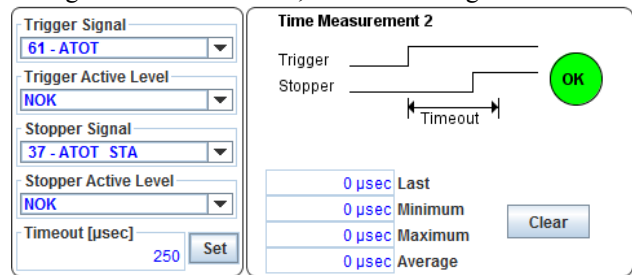 Trigger Signal
61 - ATOT
Trigger Active Level
NOK
Stopper Signal
37 - ATOT STA
Stopper Active Level
NOK
Timeout [µsec]
250 Set
Time Measurement 2
Trigger
Stopper
OK
Timeout
0 µsec Last
0 µsec Minimum
0 µsec Maximum
0 µsec Average
Clear